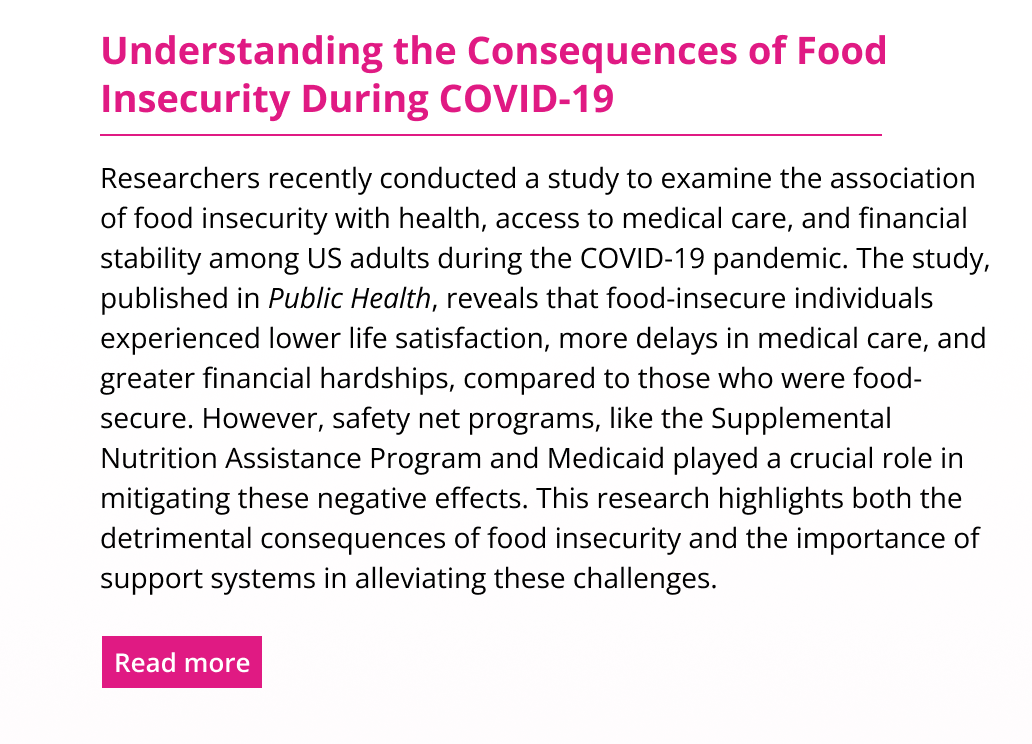 Understanding the Consequences of Food
Insecurity During COVID-19
Researchers recently conducted a study to examine the association
of food insecurity with health, access to medical care, and financial
stability among US adults during the COVID-19 pandemic. The study,
published in Public Health, reveals that food-insecure individuals
experienced lower life satisfaction, more delays in medical care, and
greater financial hardships, compared to those who were food-
secure. However, safety net programs, like the Supplemental
Nutrition Assistance Program and Medicaid played a crucial role in
mitigating these negative effects. This research highlights both the
detrimental consequences of food insecurity and the importance of
support systems in alleviating these challenges.
Read more